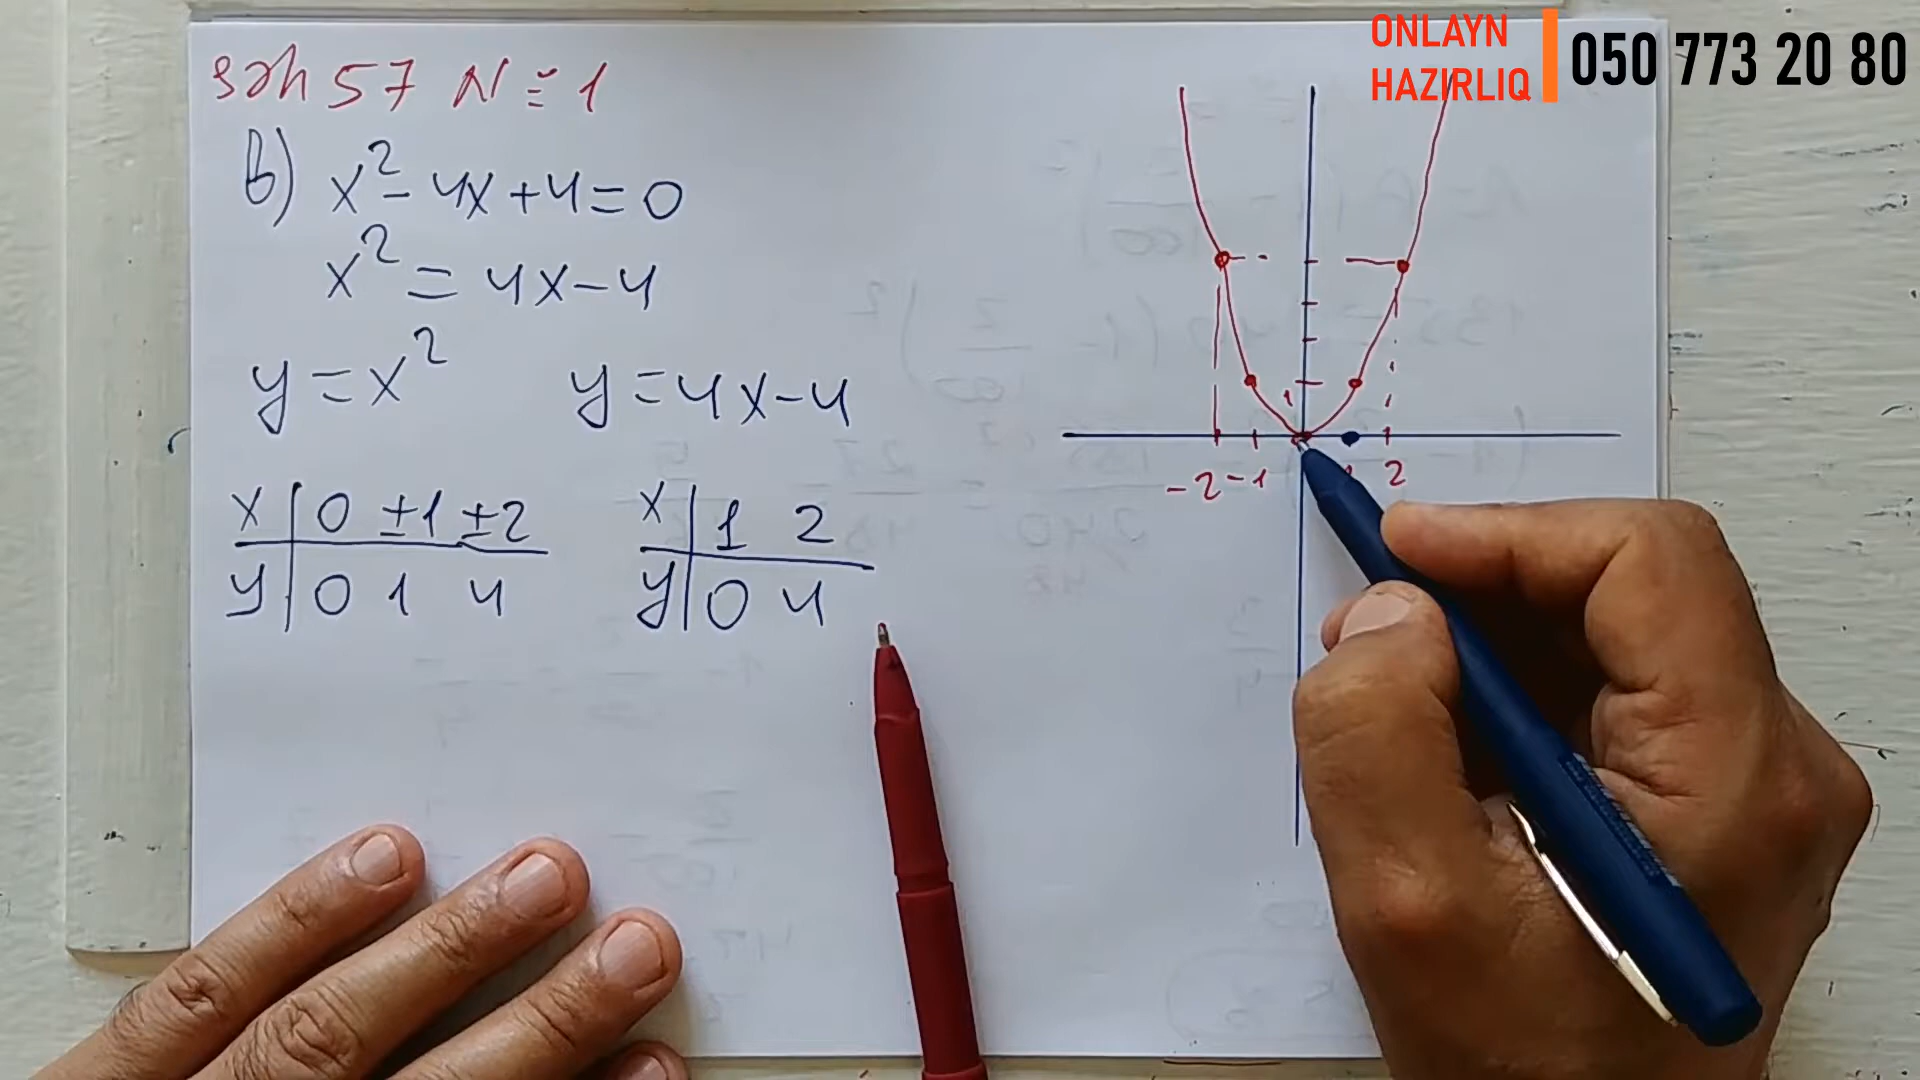 ONLAYN
HAZIRLIQ
050 773 20 80
səh 57 N=1
b) x²-4x+4=0
x²=4x-4
y=x² y=4x-4
x 0 ±1 ±2
y 0 1 4
x 1 2
y 0 4
1
-2 -1 2